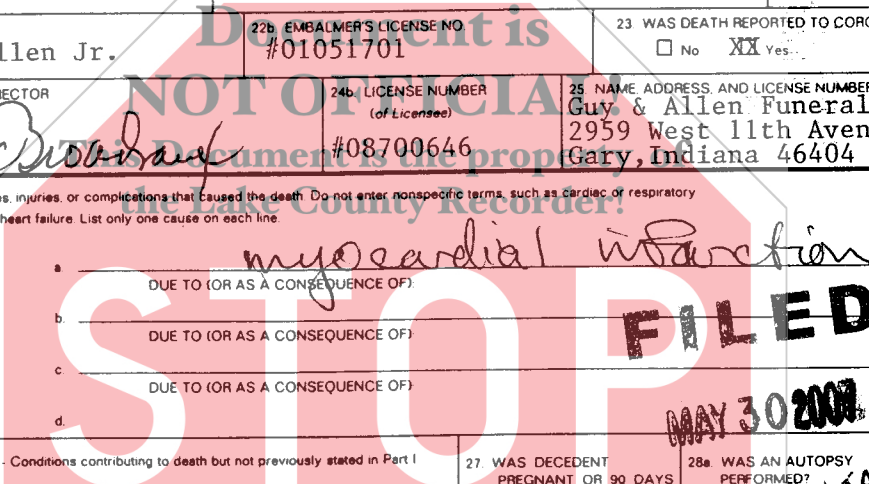 Document is
22b. EMBALMER'S LICENSE NO.
23 WAS DEATH REPORTED TO CORO
llen Jr.
#01051701
No XX Yes
NOT OFFICIAL!
ECTOR
24b. LICENSE NUMBER
(of Licensee)
25 NAME, ADDRESS, AND LICENSE NUMBER
Guy & Allen Funeral
2959 West 11th Aven
Gary, Indiana 46404
#08700646
This Document is the property of
the Lake County Recorder!
es, injuries, or complications that caused the death. Do not enter nonspecific terms, such as cardiac or respiratory
heart failure. List only one cause on each line.
a. myocardial infarction
DUE TO (OR AS A CONSEQUENCE OF):
b.
DUE TO (OR AS A CONSEQUENCE OF):
c.
DUE TO (OR AS A CONSEQUENCE OF):
d.
FILED
MAY 30 2007
STOP
- Conditions contributing to death but not previously stated in Part I
27. WAS DECEDENT
PREGNANT OR 90 DAYS
28a. WAS AN AUTOPSY
PERFORMED?